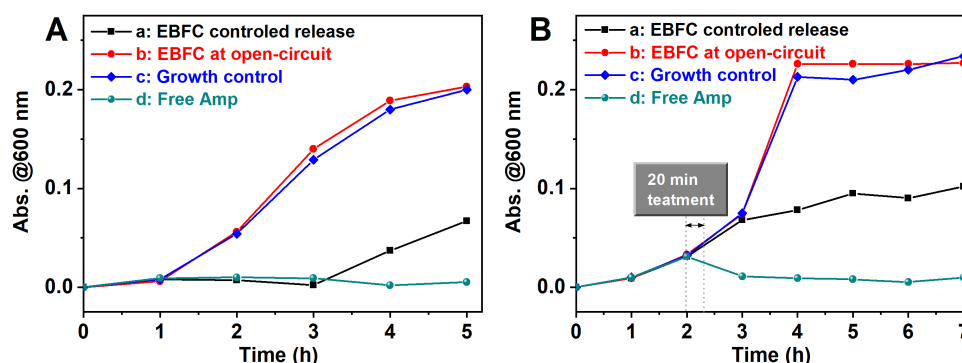 A
a: EBFC controled release
b: EBFC at open-circuit
c: Growth control
d: Free Amp
Abs. @600 nm
0.2
0.1
0.0
0 1 2 3 4 5
Time (h)
B
a: EBFC controled release
b: EBFC at open-circuit
c: Growth control
d: Free Amp
20 min
teatment
Abs. @600 nm
0.2
0.1
0.0
0 1 2 3 4 5 6 7
Time (h)